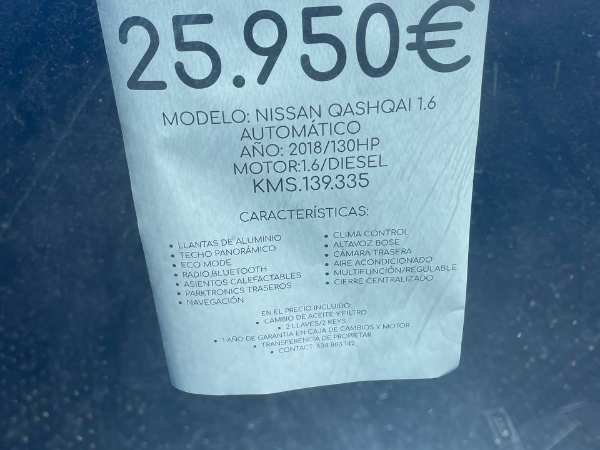 25.950€
MODELO: NISSAN QASHQAI 1.6
AUTOMÁTICO
AÑO: 2018/130HP
MOTOR:1.6/DIESEL
KMS.139.335
CARACTERÍSTICAS:
• LLANTAS DE ALUMINIO
• TECHO PANORÁMICO
• ECO MODE
• RADIO BLUETOOTH
• ASIENTOS CALEFACTABLES
• PARKTRONICS TRASEROS
• NAVEGACIÓN
• CLIMA CONTROL
• ALTAVOZ BOSE
• CÁMARA TRASERA
• AIRE ACONDICIONADO
• MULTIFUNCIÓN/REGULABLE
• CIERRE CENTRALIZADO
EN EL PRECIO INCLUIDO:
• CAMBIO DE ACEITE Y FILTRO
• 2 LLAVES/2 KEYS
• 1 AÑO DE GARANTIA EN CAJA DE CAMBIOS Y MOTOR
• TRANSFERENCIA DE PROPIETAR
• CONTACT: